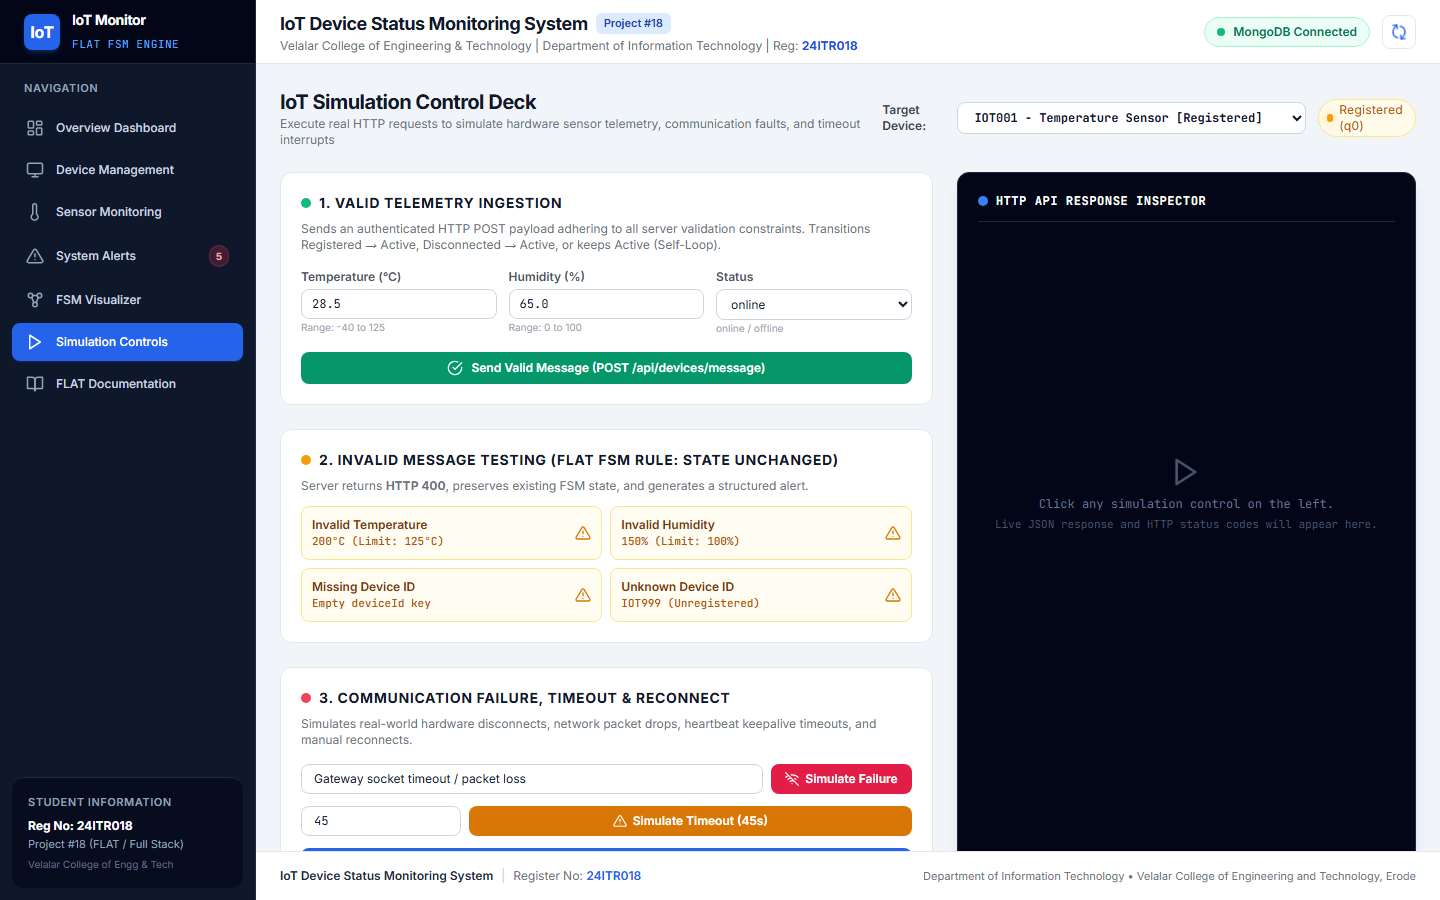 IoT
IoT Monitor
FLAT FSM ENGINE
NAVIGATION
Overview Dashboard
Device Management
Sensor Monitoring
System Alerts
5
FSM Visualizer
Simulation Controls
FLAT Documentation
STUDENT INFORMATION
Reg No: 24ITR018
Project #18 (FLAT / Full Stack)
Velalar College of Engg & Tech
IoT Device Status Monitoring System
Project #18
Velalar College of Engineering & Technology | Department of Information Technology | Reg: 24ITR018
MongoDB Connected
IoT Simulation Control Deck
Execute real HTTP requests to simulate hardware sensor telemetry, communication faults, and timeout
interrupts
Target
Device:
IOT001 - Temperature Sensor [Registered]
Registered
(q0)
1. VALID TELEMETRY INGESTION
Sends an authenticated HTTP POST payload adhering to all server validation constraints. Transitions
Registered → Active, Disconnected → Active, or keeps Active (Self-Loop).
Temperature (°C)
Humidity (%)
Status
28.5
65.0
online
Range: -40 to 125
Range: 0 to 100
online / offline
Send Valid Message (POST /api/devices/message)
2. INVALID MESSAGE TESTING (FLAT FSM RULE: STATE UNCHANGED)
Server returns HTTP 400, preserves existing FSM state, and generates a structured alert.
Invalid Temperature
200°C (Limit: 125°C)
Invalid Humidity
150% (Limit: 100%)
Missing Device ID
Empty deviceId key
Unknown Device ID
IOT999 (Unregistered)
3. COMMUNICATION FAILURE, TIMEOUT & RECONNECT
Simulates real-world hardware disconnects, network packet drops, heartbeat keepalive timeouts, and
manual reconnects.
Gateway socket timeout / packet loss
Simulate Failure
45
Simulate Timeout (45s)
HTTP API RESPONSE INSPECTOR
Click any simulation control on the left.
Live JSON response and HTTP status codes will appear here.
IoT Device Status Monitoring System | Register No: 24ITR018
Department of Information Technology • Velalar College of Engineering and Technology, Erode